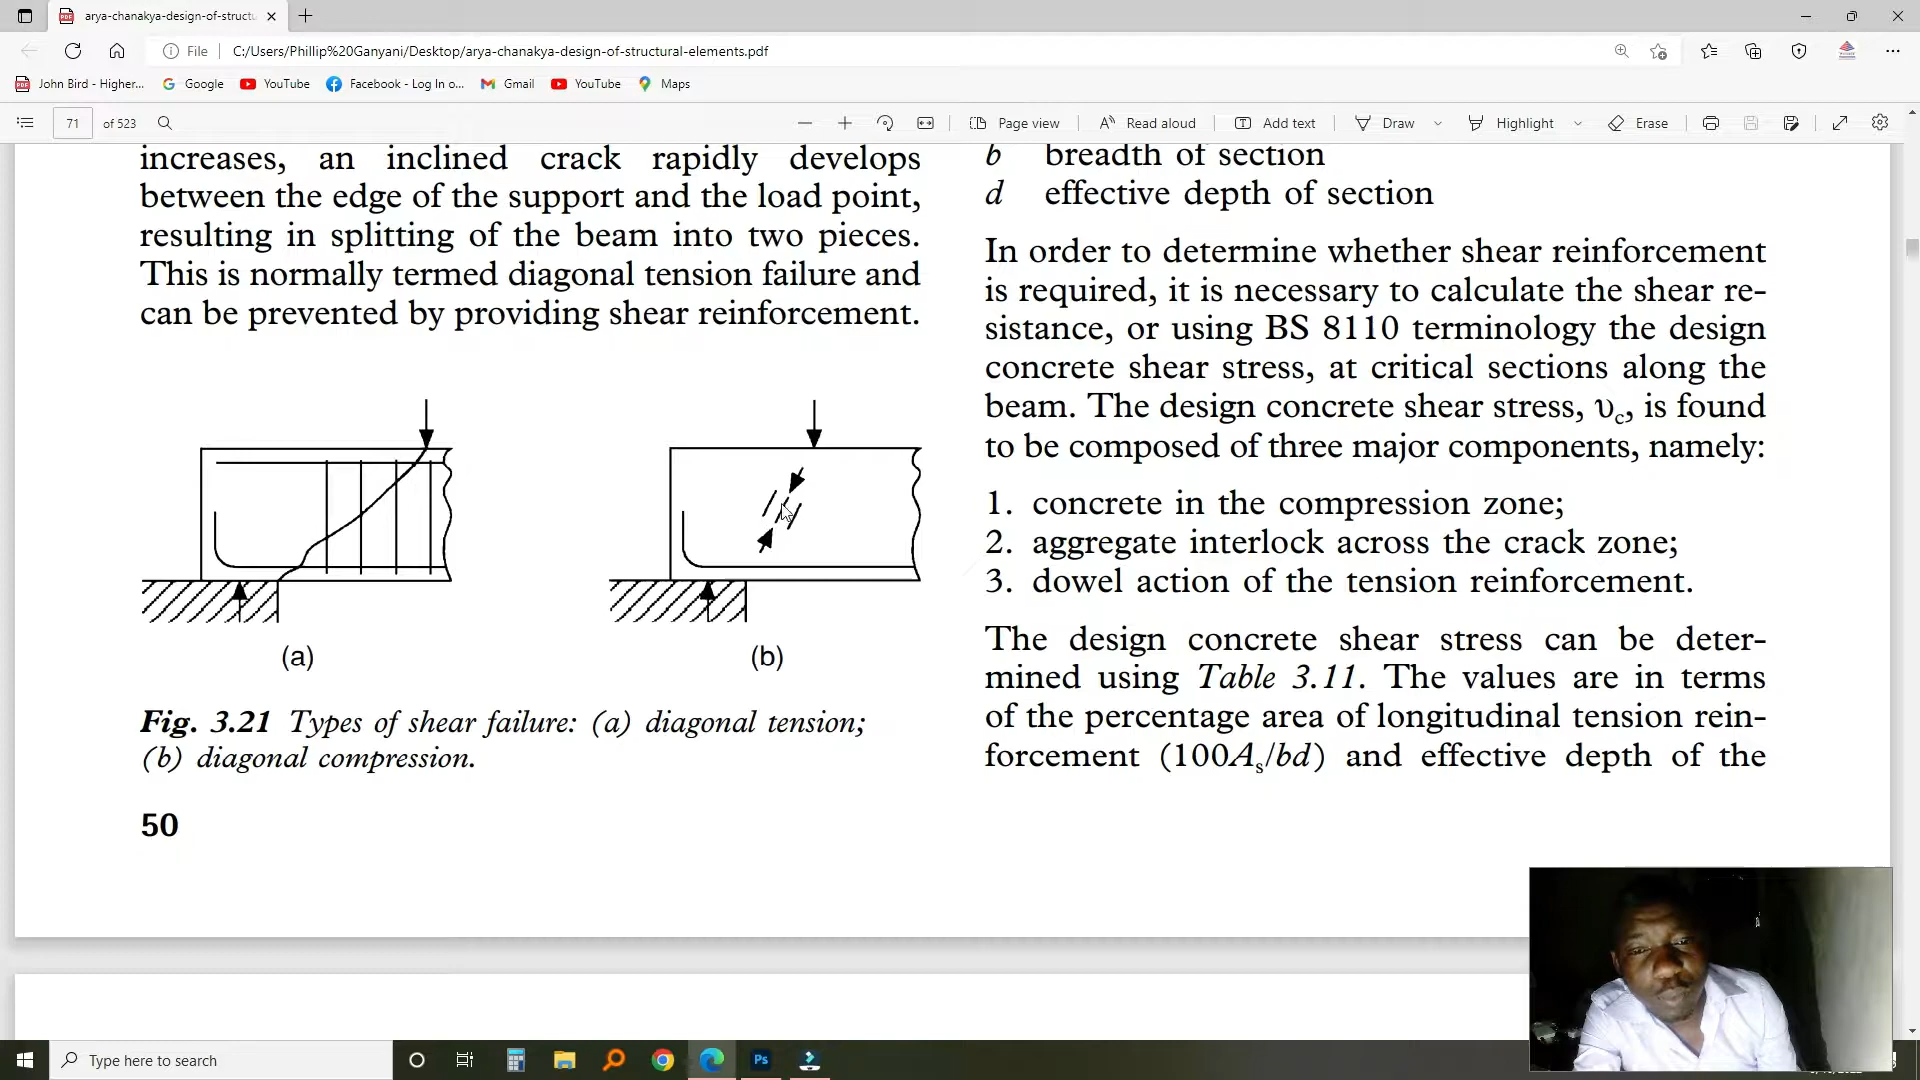 arya-chanakya-design-of-structu
File
C:/Users/Phillip%20Ganyani/Desktop/arya-chanakya-design-of-structural-elements.pdf
John Bird - Higher...
Google
YouTube
Facebook - Log In o...
Gmail
YouTube
Maps
71 of 523
Page view
Read aloud
Add text
Draw
Highlight
Erase
increases, an inclined crack rapidly develops
between the edge of the support and the load point,
resulting in splitting of the beam into two pieces.
This is normally termed diagonal tension failure and
can be prevented by providing shear reinforcement.
(a)
(b)
Fig. 3.21 Types of shear failure: (a) diagonal tension;
(b) diagonal compression.
50
b breadth of section
d effective depth of section
In order to determine whether shear reinforcement
is required, it is necessary to calculate the shear re-
sistance, or using BS 8110 terminology the design
concrete shear stress, at critical sections along the
beam. The design concrete shear stress, υc, is found
to be composed of three major components, namely:
1. concrete in the compression zone;
2. aggregate interlock across the crack zone;
3. dowel action of the tension reinforcement.
The design concrete shear stress can be deter-
mined using Table 3.11. The values are in terms
of the percentage area of longitudinal tension rein-
forcement (100As/bd) and effective depth of the
Type here to search
Ps